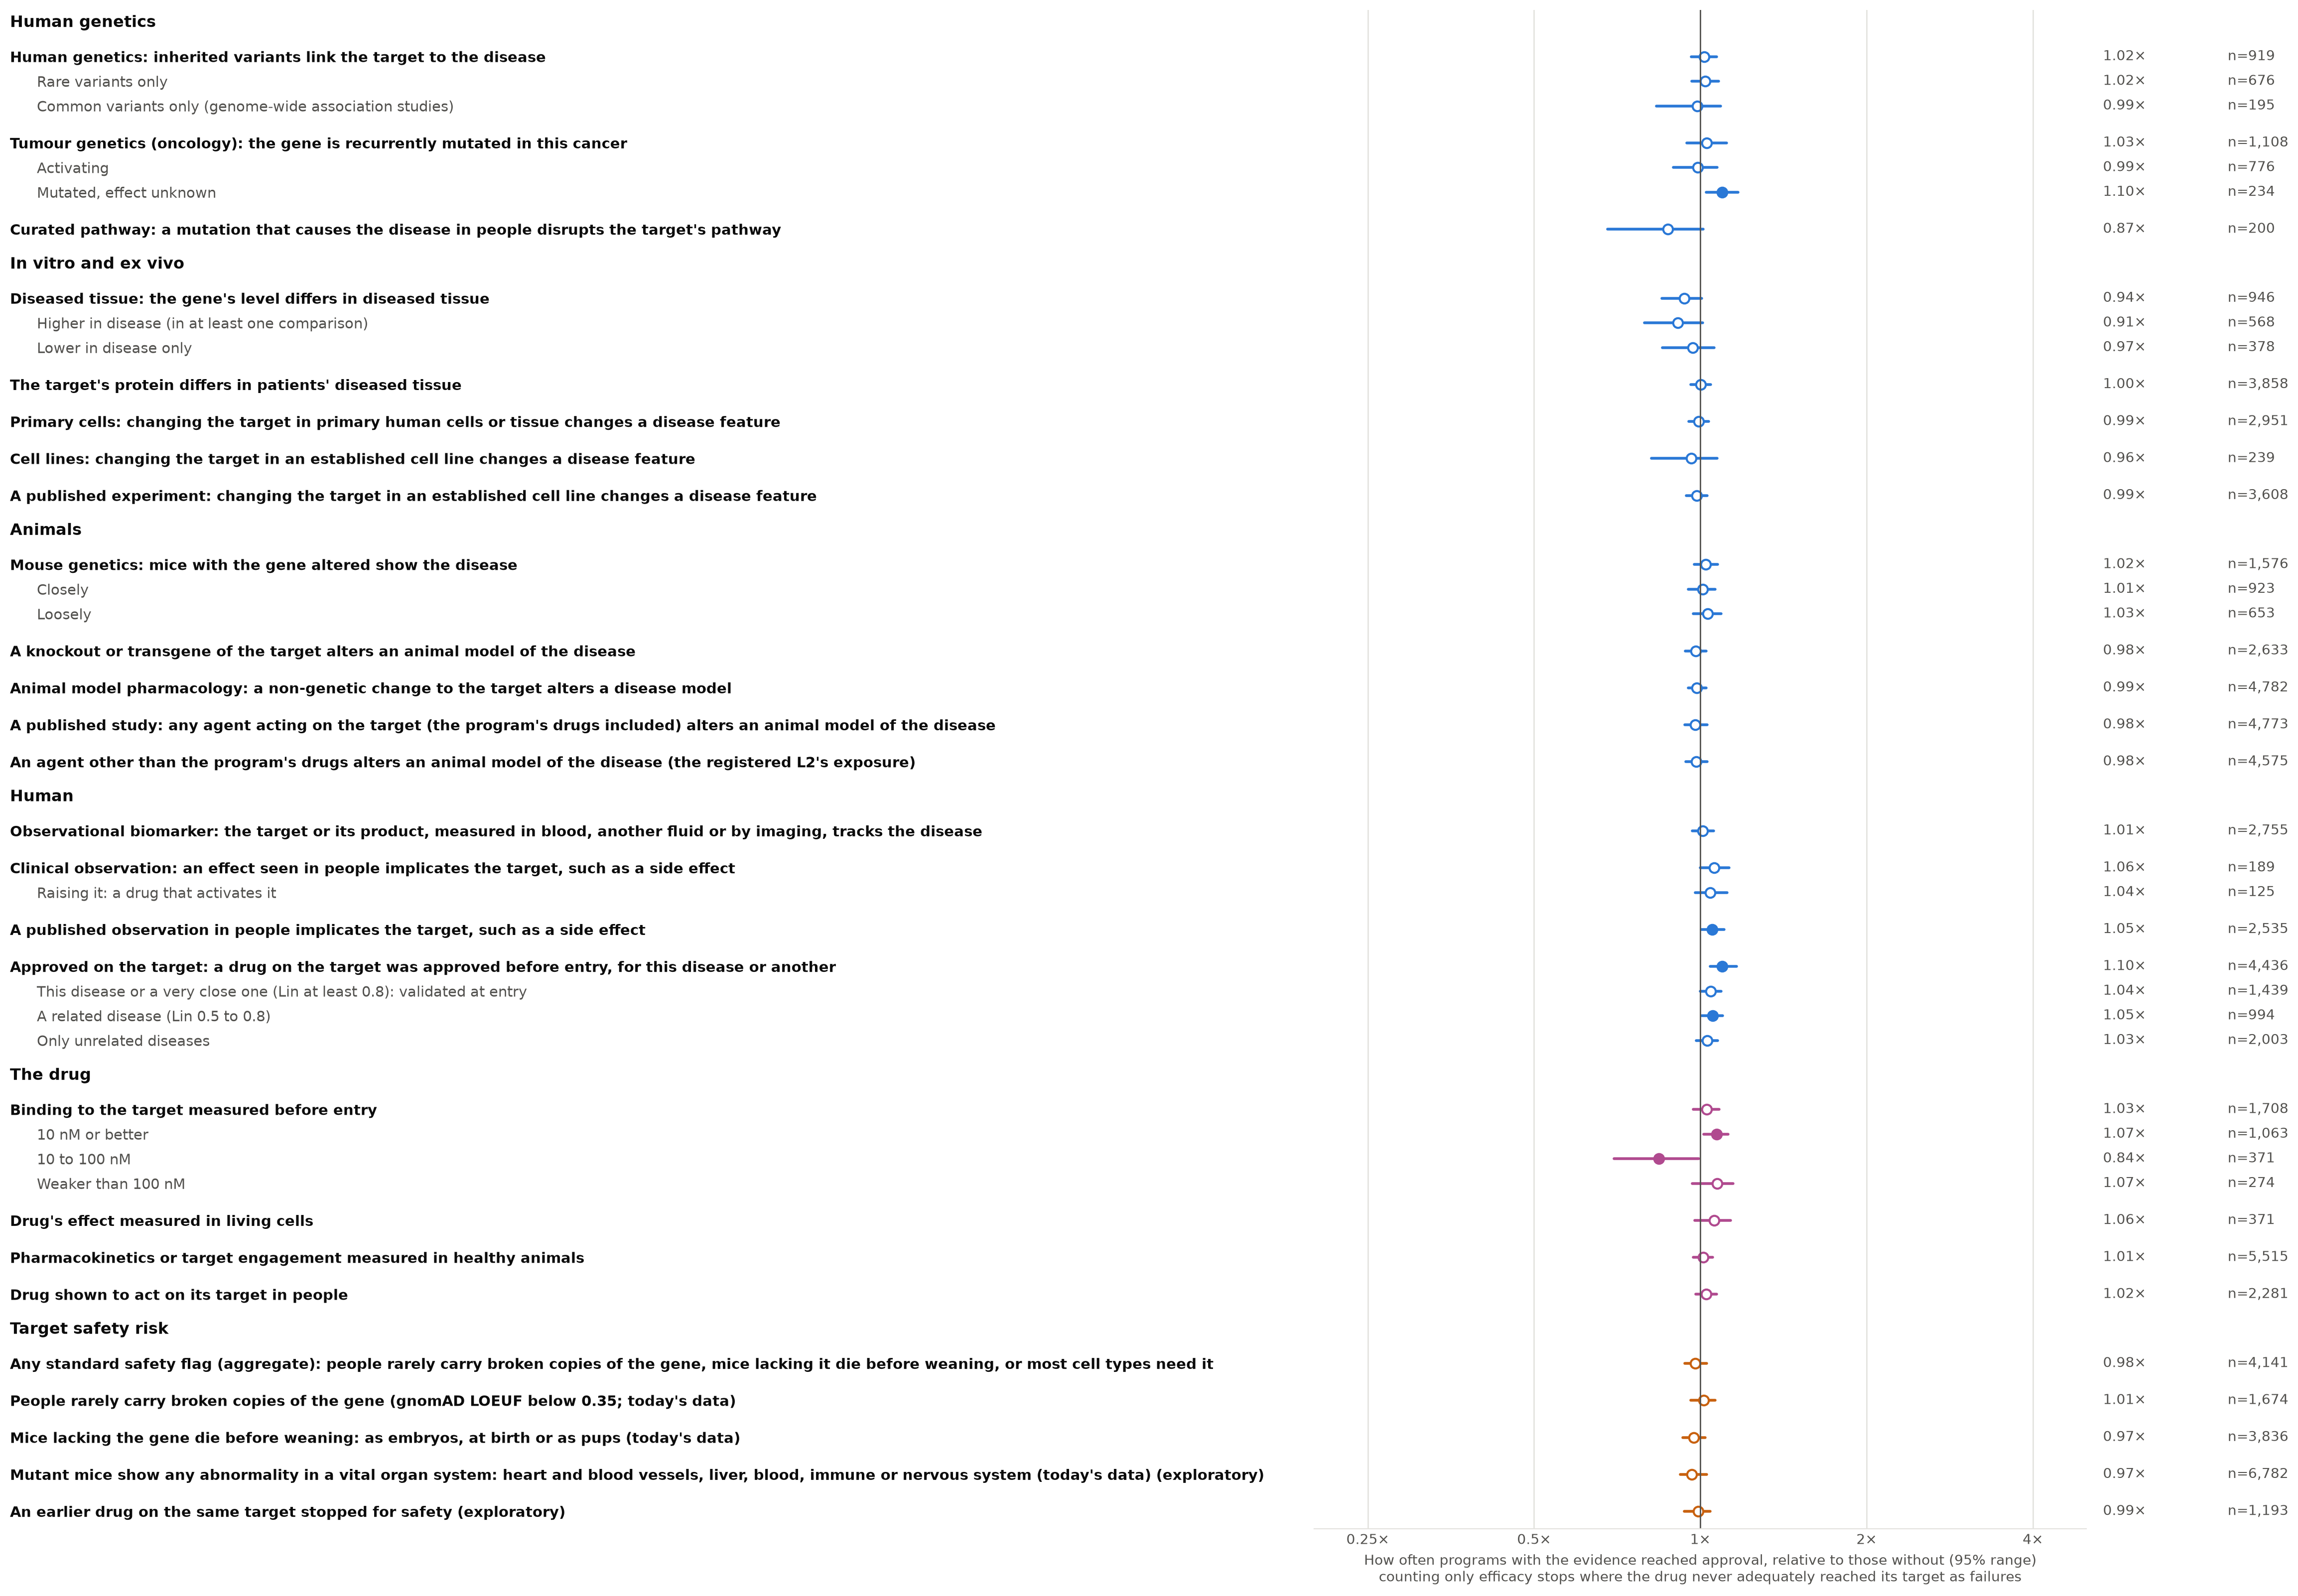 Human genetics
Human genetics: inherited variants link the target to the disease 1.02× n=919
Rare variants only 1.02× n=676
Common variants only (genome-wide association studies) 0.99× n=195
Tumour genetics (oncology): the gene is recurrently mutated in this cancer 1.03× n=1,108
Activating 0.99× n=776
Mutated, effect unknown 1.10× n=234
Curated pathway: a mutation that causes the disease in people disrupts the target's pathway 0.87× n=200
In vitro and ex vivo
Diseased tissue: the gene's level differs in diseased tissue 0.94× n=946
Higher in disease (in at least one comparison) 0.91× n=568
Lower in disease only 0.97× n=378
The target's protein differs in patients' diseased tissue 1.00× n=3,858
Primary cells: changing the target in primary human cells or tissue changes a disease feature 0.99× n=2,951
Cell lines: changing the target in an established cell line changes a disease feature 0.96× n=239
A published experiment: changing the target in an established cell line changes a disease feature 0.99× n=3,608
Animals
Mouse genetics: mice with the gene altered show the disease 1.02× n=1,576
Closely 1.01× n=923
Loosely 1.03× n=653
A knockout or transgene of the target alters an animal model of the disease 0.98× n=2,633
Animal model pharmacology: a non-genetic change to the target alters a disease model 0.99× n=4,782
A published study: any agent acting on the target (the program's drugs included) alters an animal model of the disease 0.98× n=4,773
An agent other than the program's drugs alters an animal model of the disease (the registered L2's exposure) 0.98× n=4,575
Human
Observational biomarker: the target or its product, measured in blood, another fluid or by imaging, tracks the disease 1.01× n=2,755
Clinical observation: an effect seen in people implicates the target, such as a side effect 1.06× n=189
Raising it: a drug that activates it 1.04× n=125
A published observation in people implicates the target, such as a side effect 1.05× n=2,535
Approved on the target: a drug on the target was approved before entry, for this disease or another 1.10× n=4,436
This disease or a very close one (Lin at least 0.8): validated at entry 1.04× n=1,439
A related disease (Lin 0.5 to 0.8) 1.05× n=994
Only unrelated diseases 1.03× n=2,003
The drug
Binding to the target measured before entry 1.03× n=1,708
10 nM or better 1.07× n=1,063
10 to 100 nM 0.84× n=371
Weaker than 100 nM 1.07× n=274
Drug's effect measured in living cells 1.06× n=371
Pharmacokinetics or target engagement measured in healthy animals 1.01× n=5,515
Drug shown to act on its target in people 1.02× n=2,281
Target safety risk
Any standard safety flag (aggregate): people rarely carry broken copies of the gene, mice lacking it die before weaning, or most cell types need it 0.98× n=4,141
People rarely carry broken copies of the gene (gnomAD LOEUF below 0.35; today's data) 1.01× n=1,674
Mice lacking the gene die before weaning: as embryos, at birth or as pups (today's data) 0.97× n=3,836
Mutant mice show any abnormality in a vital organ system: heart and blood vessels, liver, blood, immune or nervous system (today's data) (exploratory) 0.97× n=6,782
An earlier drug on the same target stopped for safety (exploratory) 0.99× n=1,193
0.25× 0.5× 1× 2× 4×
How often programs with the evidence reached approval, relative to those without (95% range)
counting only efficacy stops where the drug never adequately reached its target as failures